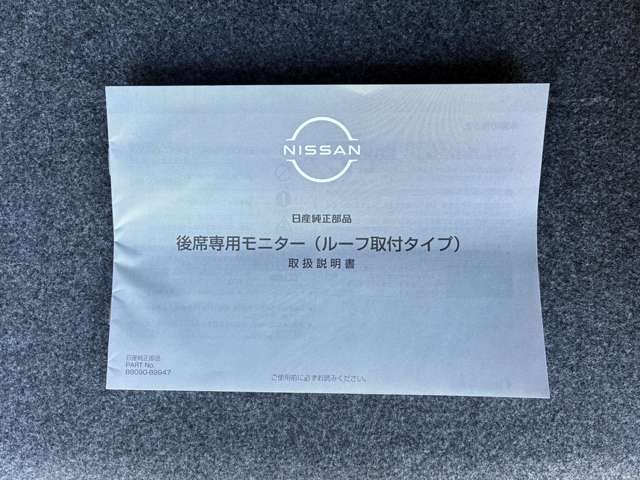 NISSAN
日産純正部品
後席専用モニター（ルーフ取付タイプ）
取扱説明書
日産純正部品
PART No.
B9090-89947
ご使用前に必ずお読みください。